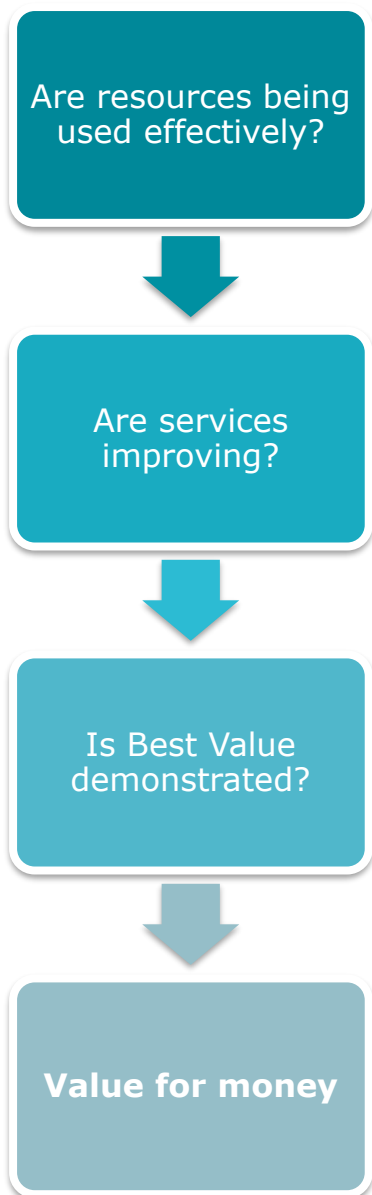 Are resources being
used effectively?
Are services
improving?
Is Best Value
demonstrated?
Value for money